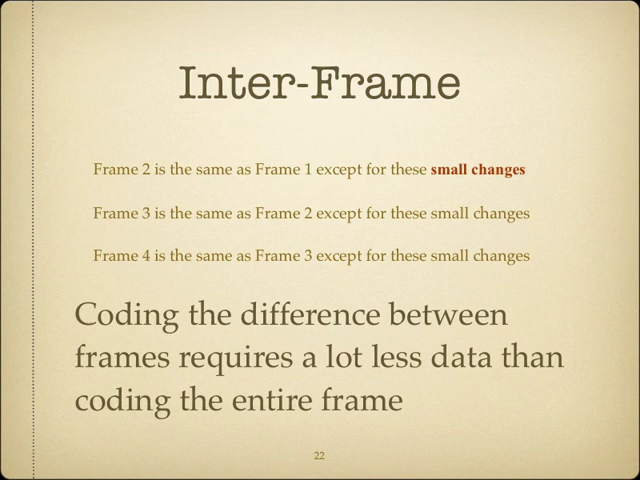 Inter-Frame
Frame 2 is the same as Frame 1 except for these small changes
Frame 3 is the same as Frame 2 except for these small changes
Frame 4 is the same as Frame 3 except for these small changes
Coding the difference between
frames requires a lot less data than
coding the entire frame
22